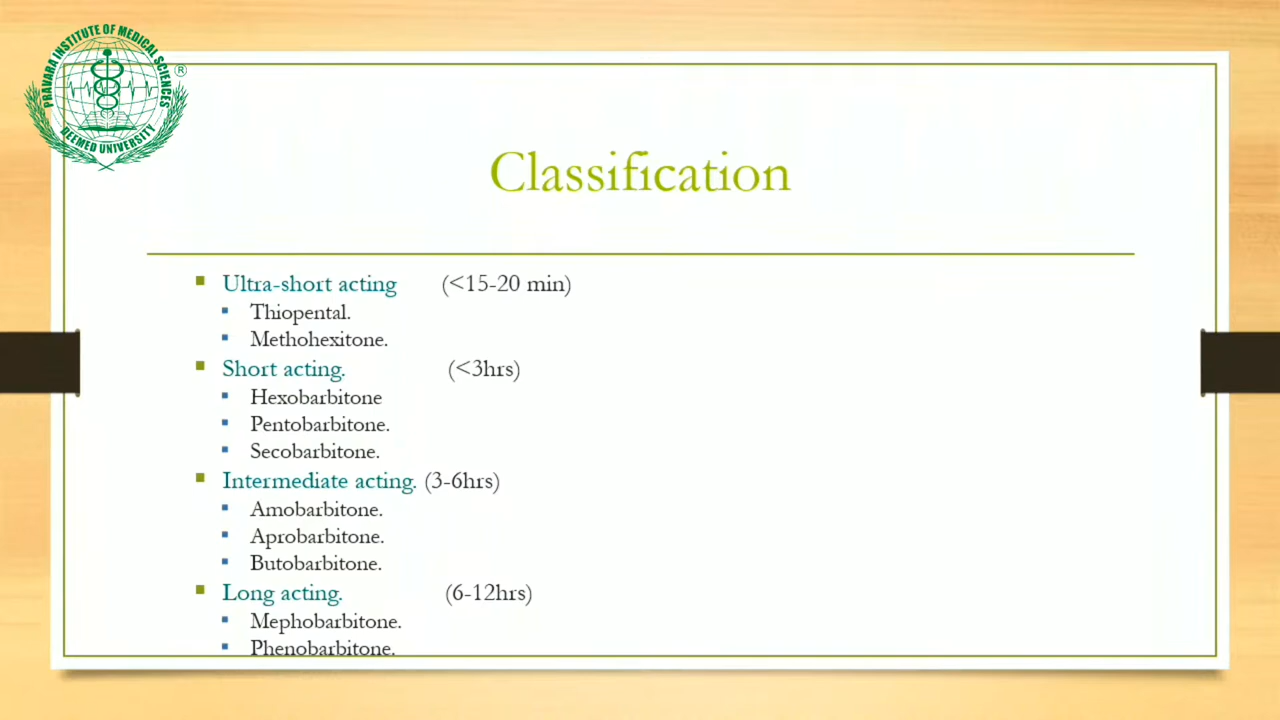 PRAVARA INSTITUTE OF MEDICAL SCIENCES
DEEMED UNIVERSITY
®
Classification
Ultra-short acting (<15-20 min)
Thiopental.
Methohexitone.
Short acting. (<3hrs)
Hexobarbitone
Pentobarbitone.
Secobarbitone.
Intermediate acting. (3-6hrs)
Amobarbitone.
Aprobarbitone.
Butobarbitone.
Long acting. (6-12hrs)
Mephobarbitone.
Phenobarbitone.